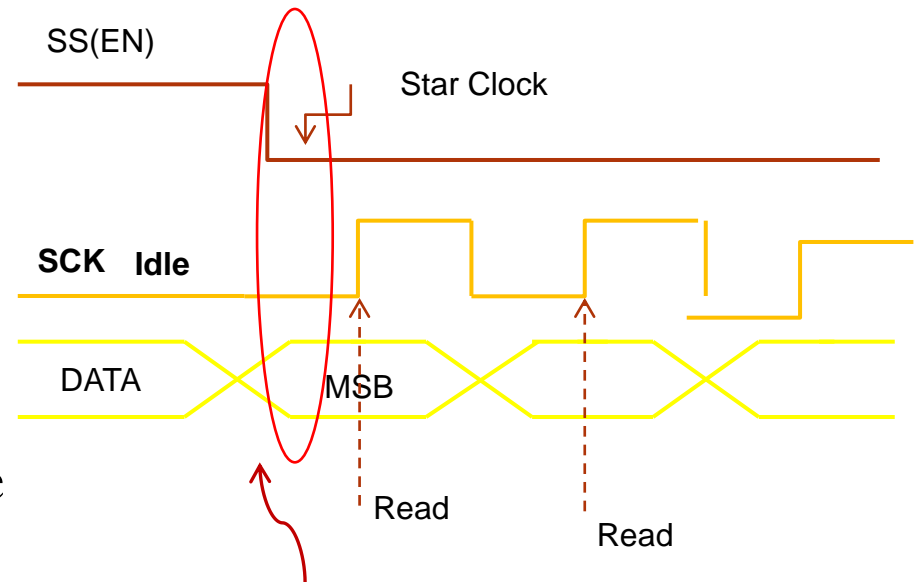 SS(EN)
Star Clock
SCK Idle
DATA
MSB
e
Read
Read